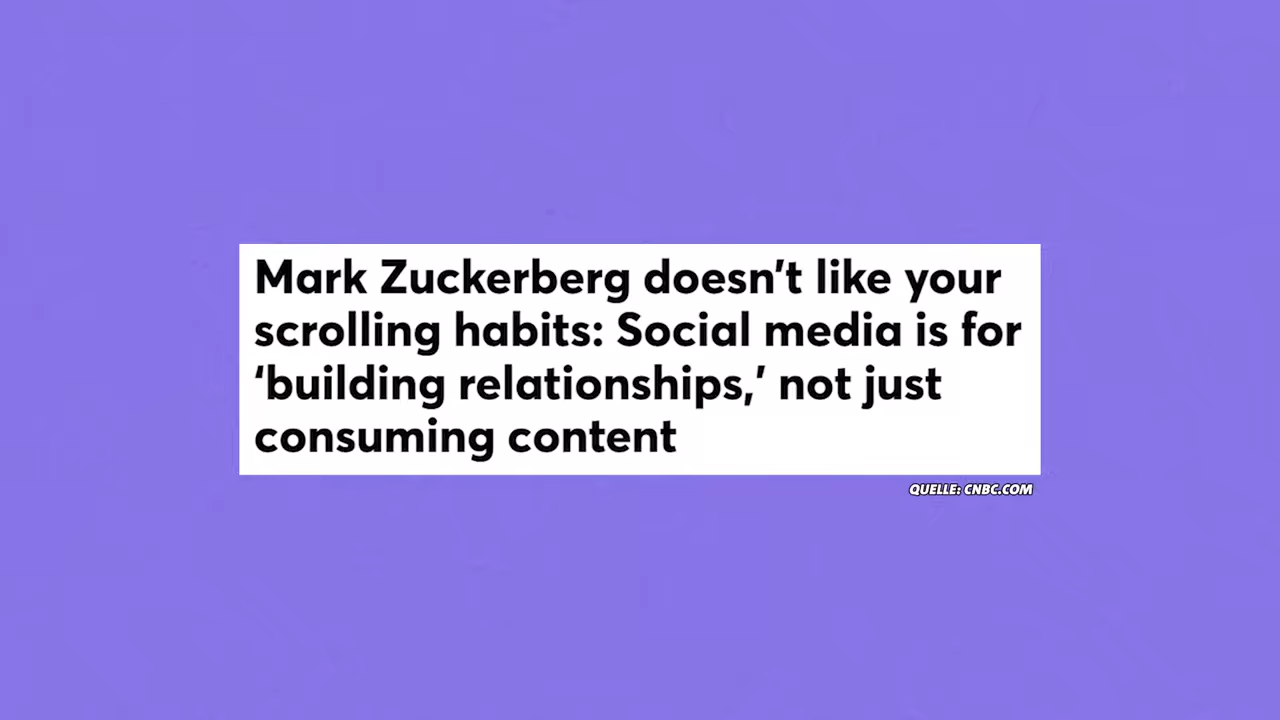 Mark Zuckerberg doesn’t like your
scrolling habits: Social media is for
‘building relationships,’ not just
consuming content
QUELLE: CNBC.COM